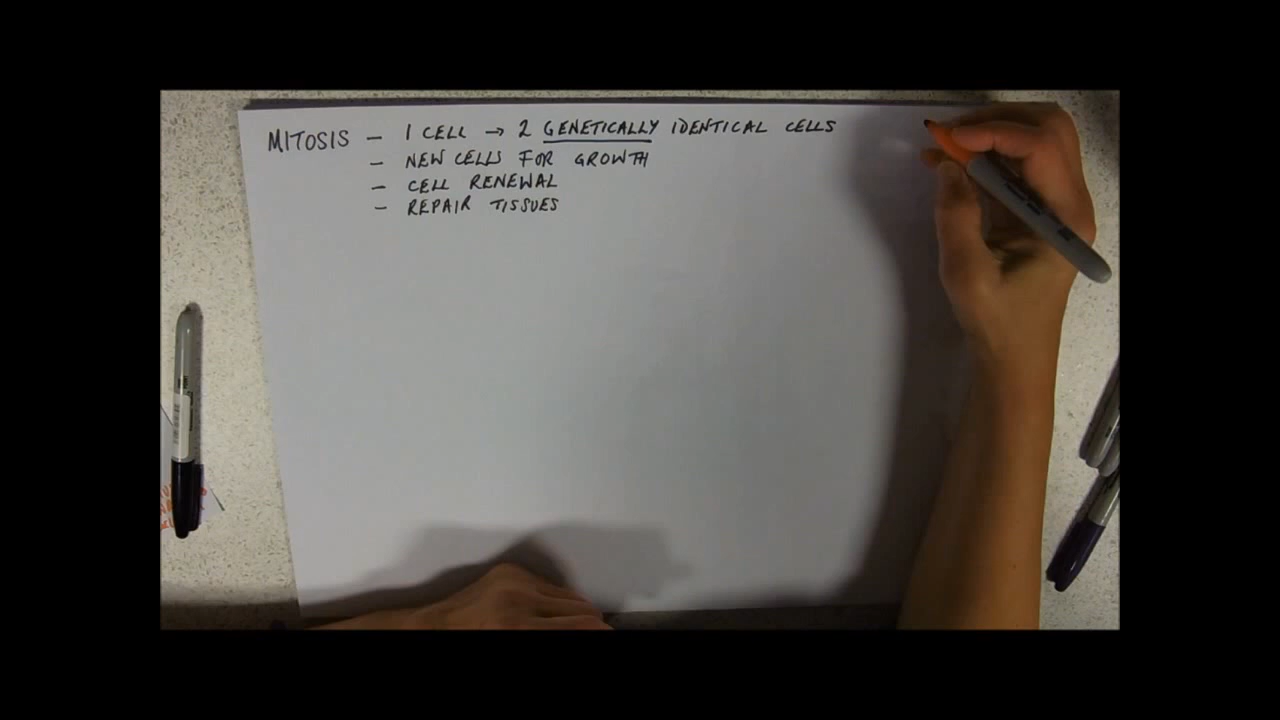 MITOSIS – 1 CELL → 2 GENETICALLY IDENTICAL CELLS
– NEW CELLS FOR GROWTH
– CELL RENEWAL
– REPAIR TISSUES